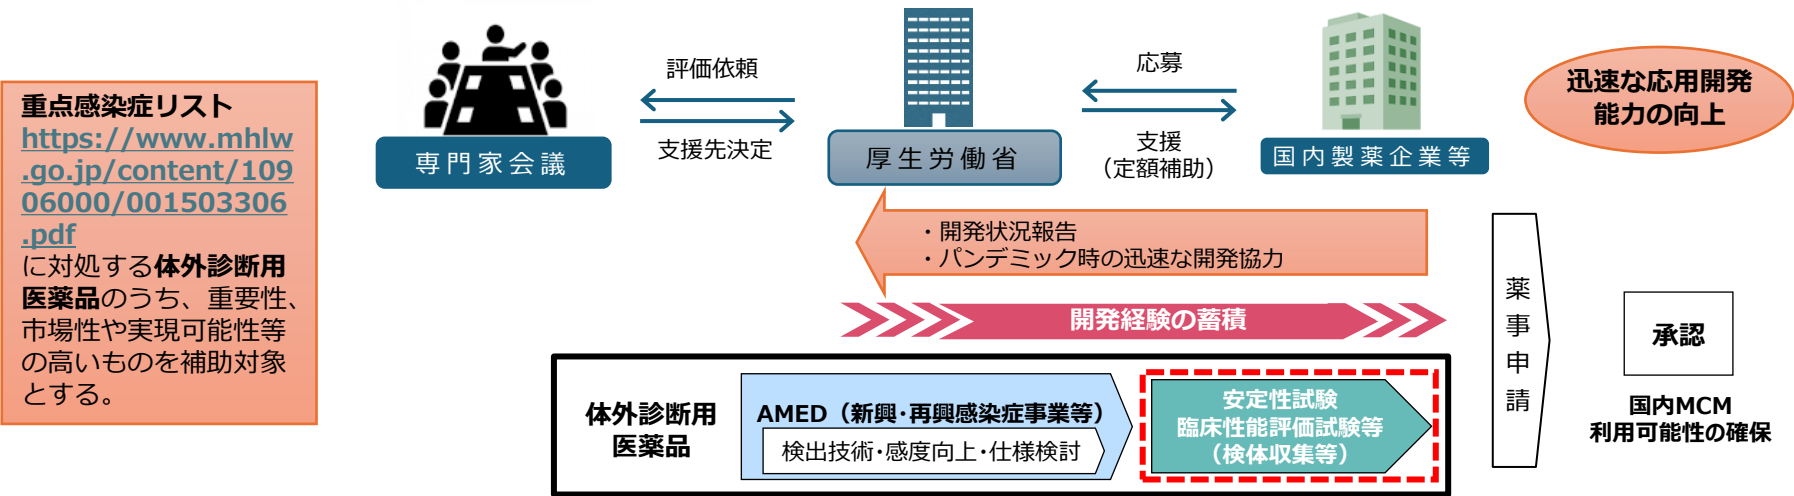 重点感染症リスト
https://www.mhlw
.go.jp/content/109
06000/001503306
.pdf
に対処する体外診断用
医薬品のうち、重要性、
市場性や実現可能性等
の高いものを補助対象
とする。
専門家会議
評価依頼
支援先決定
厚生労働省
応募
支援
（定額補助）
国内製薬企業等
迅速な応用開発
能力の向上
・開発状況報告
・パンデミック時の迅速な開発協力
開発経験の蓄積
体外診断用
医薬品
AMED（新興･再興感染症事業等）
検出技術･感度向上･仕様検討
安定性試験
臨床性能評価試験等
（検体収集等）
薬事申請
承認
国内MCM
利用可能性の確保